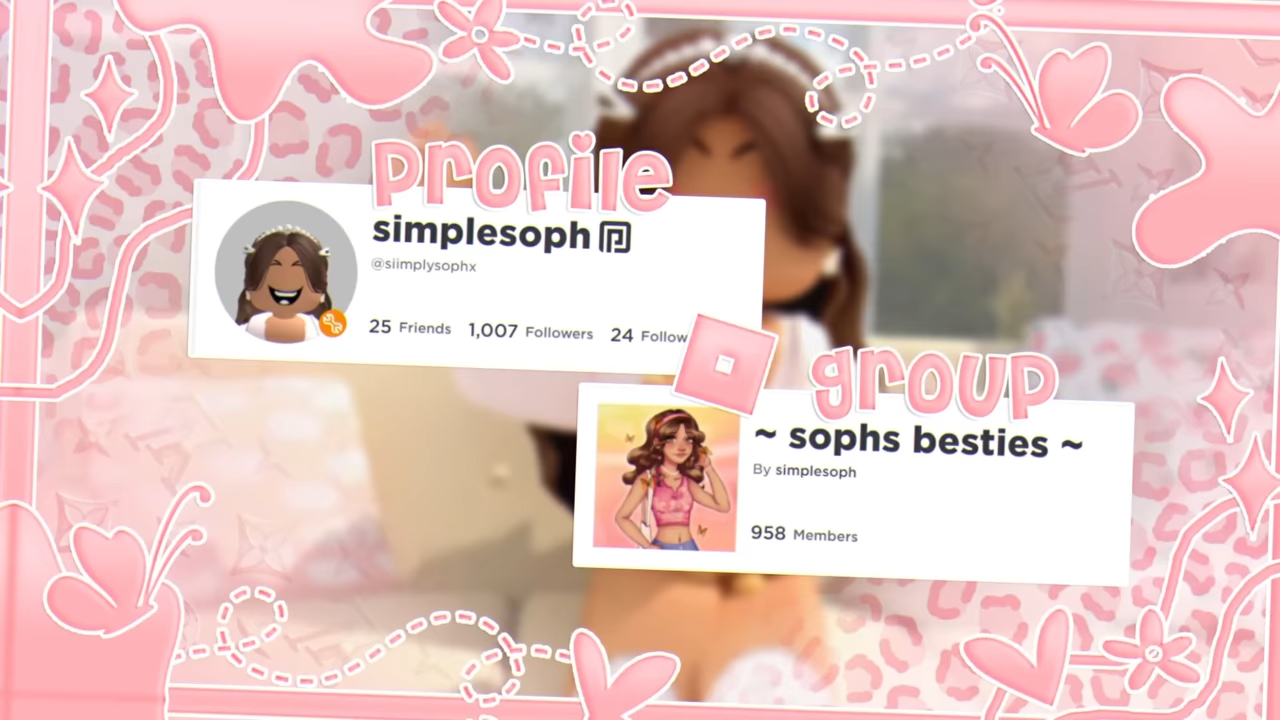 profile
simplesoph
@siimplysophx
25 Friends 1,007 Followers 24 Follow
group
~ sophs besties ~
By simplesoph
958 Members